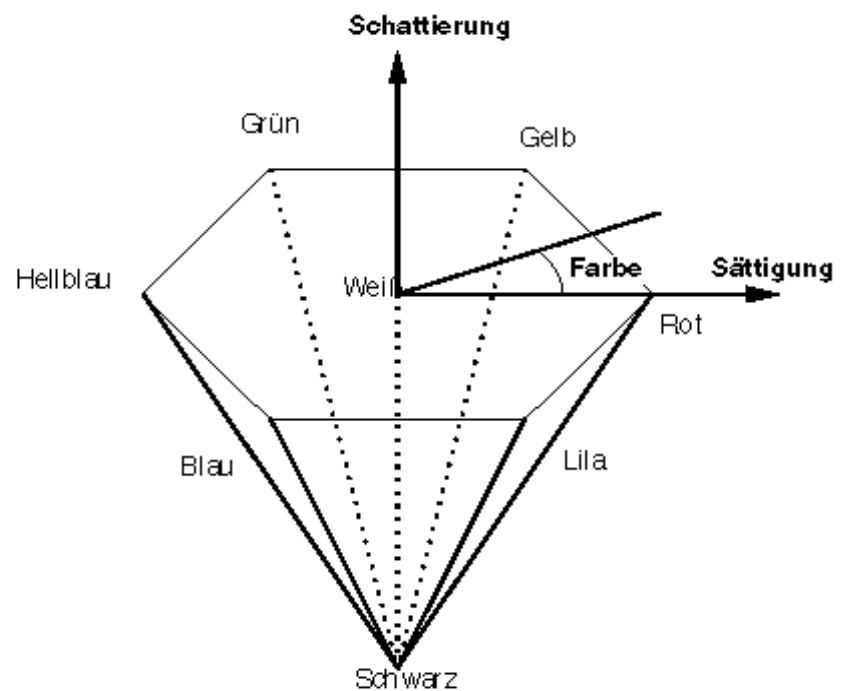 Schattierung
Grün
Gelb
Hellblau
Weiß
Farbe
Sättigung
Rot
Blau
Lila
Schwarz